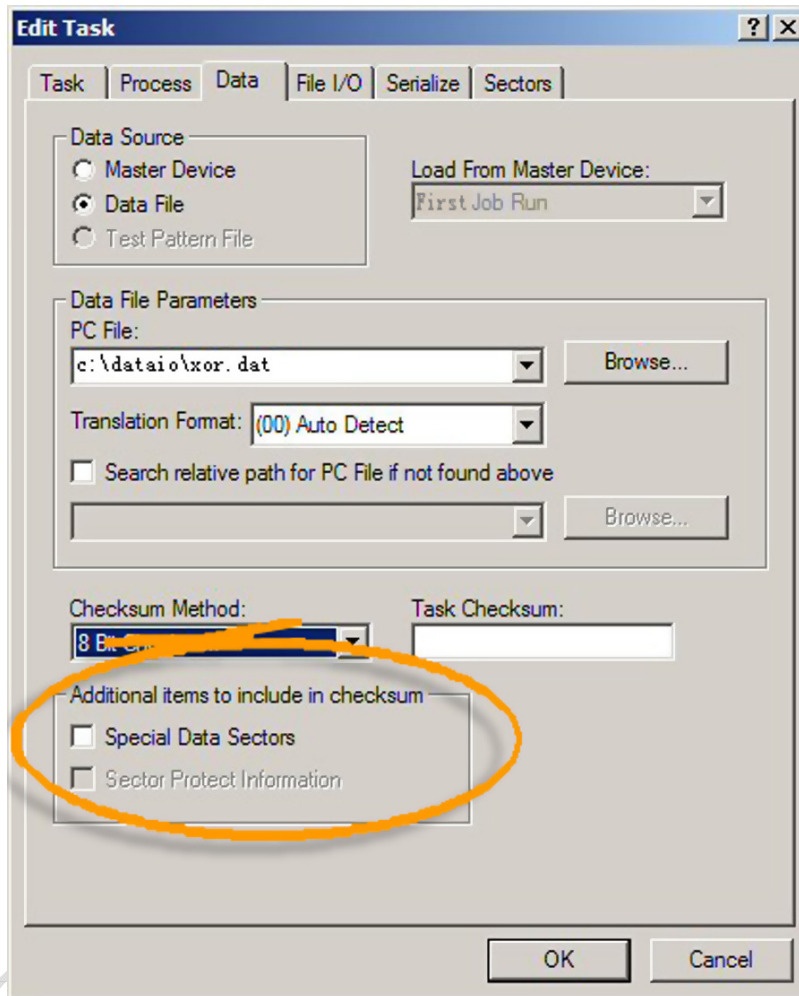 Edit Task
Task Process Data File I/O Serialize Sectors
Data Source
Master Device
Data File
Test Pattern File
Load From Master Device:
First Job Run
Data File Parameters
PC File:
c:\dataio\xor.dat
Browse...
Translation Format: (00) Auto Detect
Search relative path for PC File if not found above
Browse...
Checksum Method:
8 Bit
Task Checksum:
Additional items to include in checksum
Special Data Sectors
Sector Protect Information
OK Cancel